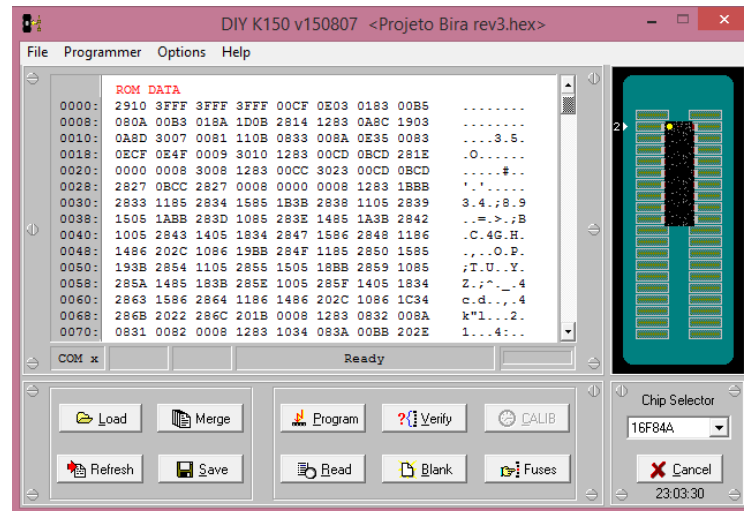 DIY K150 v150807 <Projeto Bira rev3.hex>
File Programmer Options Help
ROM DATA
0000: 2910 3FFF 3FFF 3FFF 00CF 0E03 0183 00B5 ........
0008: 080A 00B3 018A 1D0B 2814 1283 0A8C 1903 ........
0010: 0A8D 3007 0081 110B 0833 008A 0E35 0083 ....3.5.
0018: 0ECF 0E4F 0009 3010 1283 00CD 0BCD 281E .O......
0020: 0000 0008 3008 1283 00CC 3023 00CD 0BCD .....#..
0028: 2827 0BCC 2827 0008 0000 0008 1283 1BBB '.'.....
0030: 2833 1185 2834 1585 1B3B 2838 1105 2839 3.4.;8.9
0038: 1505 1ABB 283D 1085 283E 1485 1A3B 2842 ..=.>.;B
0040: 1005 2843 1405 1834 2847 1586 2848 1186 .C.4G.H.
0048: 1486 202C 1086 19BB 284F 1185 2850 1585 .,..O.P.
0050: 193B 2854 1105 2855 1505 18BB 2859 1085 ;T.U..Y.
0058: 285A 1485 183B 285E 1005 285F 1405 1834 Z.;^._.4
0060: 2863 1586 2864 1186 1486 202C 1086 1C34 c.d..,.4
0068: 286B 2022 286C 201B 0008 1283 0832 008A k"l...2.
0070: 0831 0082 0008 1283 1034 083A 00BB 202E 1...4:..
COM x Ready
2
Load Merge Program ?{ Verify CALIB
Refresh Save Read Blank Fuses
Chip Selector
16F84A
Cancel
23:03:30